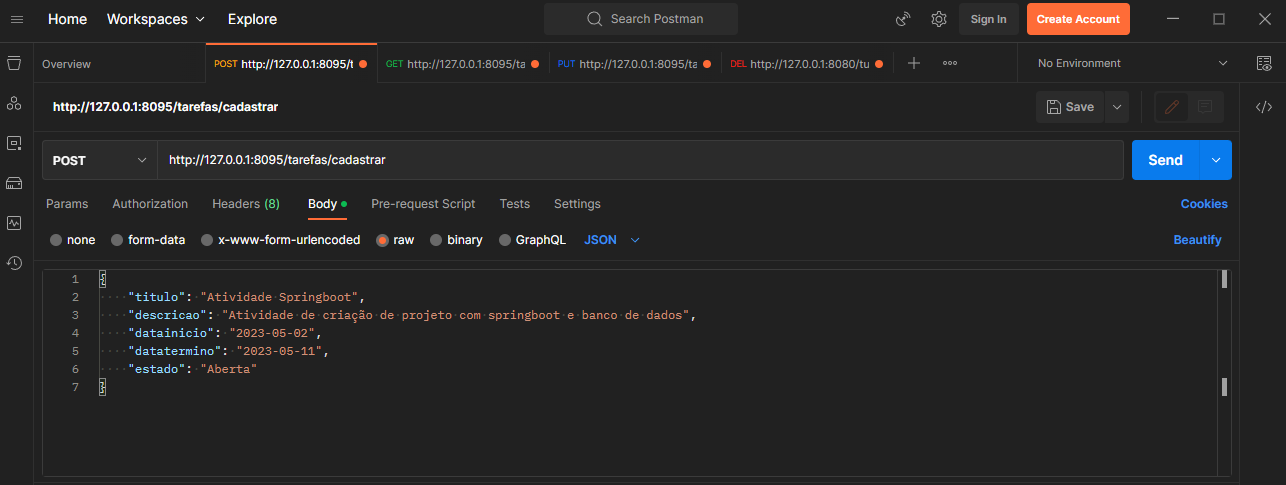 Home Workspaces Explore Search Postman Sign In Create Account
Overview POST http://127.0.0.1:8095/t GET http://127.0.0.1:8095/ta PUT http://127.0.0.1:8095/ta DEL http://127.0.0.1:8080/tu No Environment
http://127.0.0.1:8095/tarefas/cadastrar Save
POST http://127.0.0.1:8095/tarefas/cadastrar Send
Params Authorization Headers (8) Body Pre-request Script Tests Settings Cookies
none form-data x-www-form-urlencoded raw binary GraphQL JSON Beautify
1 {
2 "titulo": "Atividade Springboot",
3 "descricao": "Atividade de criação de projeto com springboot e banco de dados",
4 "datainicio": "2023-05-02",
5 "datatermino": "2023-05-11",
6 "estado": "Aberta"
7 }